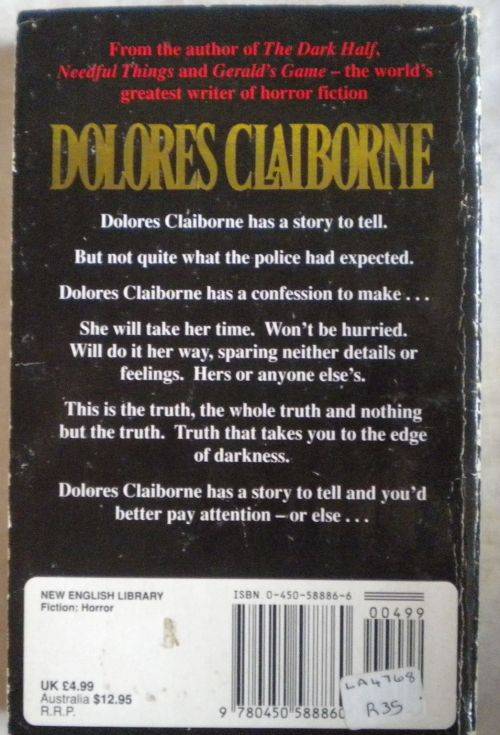 From the author of The Dark Half,
Needful Things and Gerald's Game – the world's
greatest writer of horror fiction
DOLORES CLAIBORNE
Dolores Claiborne has a story to tell.
But not quite what the police had expected.
Dolores Claiborne has a confession to make . . .
She will take her time. Won't be hurried.
Will do it her way, sparing neither details or
feelings. Hers or anyone else's.
This is the truth, the whole truth and nothing
but the truth. Truth that takes you to the edge
of darkness.
Dolores Claiborne has a story to tell and you'd
better pay attention – or else . . .
NEW ENGLISH LIBRARY
Fiction: Horror
UK £4.99
Australia $12.95
R.R.P.
ISBN 0-450-58886-6
00499
9 780450 58886
LA4768
R35